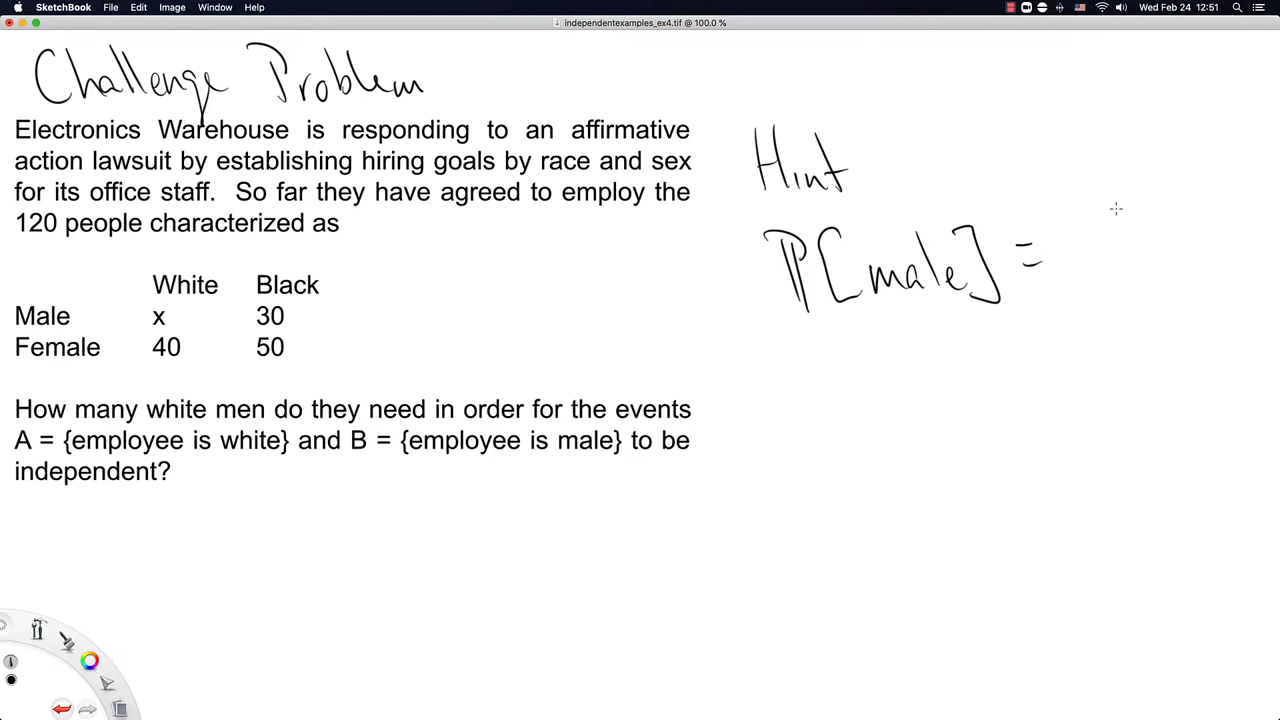 SketchBook File Edit Image Window Help Wed Feb 24 12:51
independentexamples_ex4.tif @ 100.0 %
Challenge Problem
Electronics Warehouse is responding to an affirmative
action lawsuit by establishing hiring goals by race and sex
for its office staff. So far they have agreed to employ the
120 people characterized as
White Black
Male x 30
Female 40 50
How many white men do they need in order for the events
A = {employee is white} and B = {employee is male} to be
independent?
Hint
ℙ[male] =